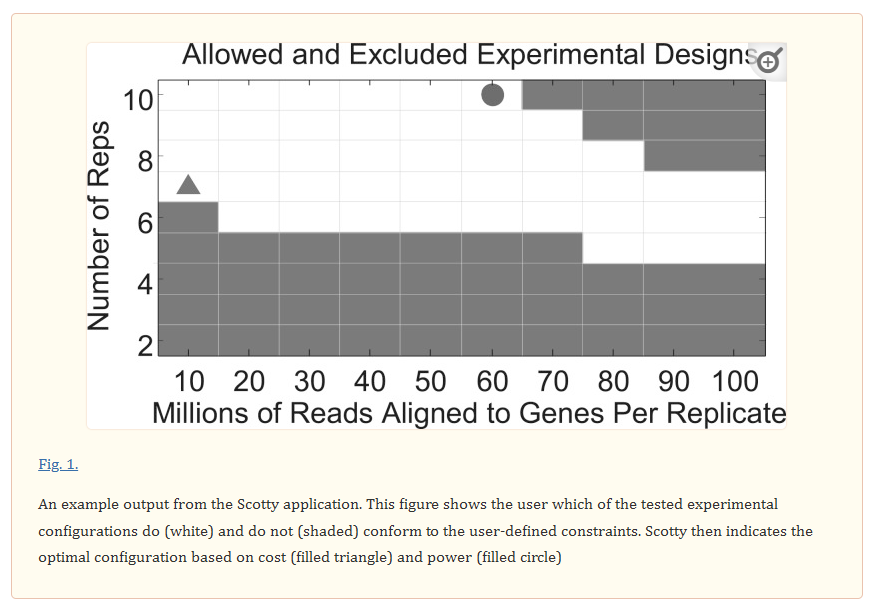 Allowed and Excluded Experimental Designs
Number of Reps
10
8
6
4
2
10 20 30 40 50 60 70 80 90 100
Millions of Reads Aligned to Genes Per Replicate
Fig. 1.
An example output from the Scotty application. This figure shows the user which of the tested experimental
configurations do (white) and do not (shaded) conform to the user-defined constraints. Scotty then indicates the
optimal configuration based on cost (filled triangle) and power (filled circle)